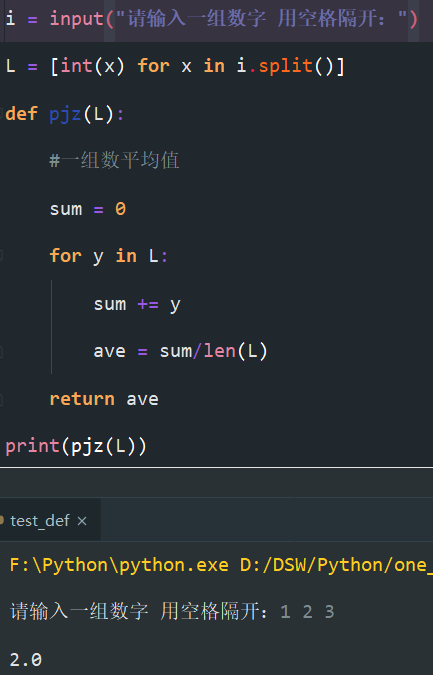 i = input("请输入一组数字 用空格隔开：")
L = [int(x) for x in i.split()]
def pjz(L):
#一组数平均值
sum = 0
for y in L:
sum += y
ave = sum/len(L)
return ave
print(pjz(L))
test_def ×
F:\Python\python.exe D:/DSW/Python/one_
请输入一组数字 用空格隔开：1 2 3
2.0